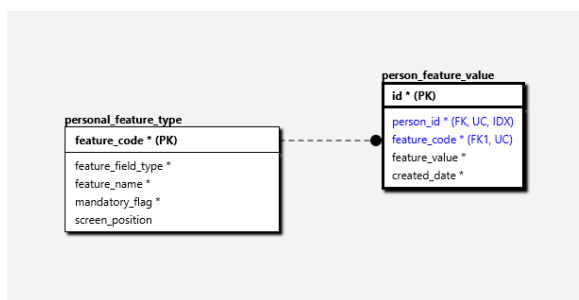 personal_feature_type
feature_code * (PK)
feature_field_type *
feature_name *
mandatory_flag *
screen_position
person_feature_value
id * (PK)
person_id * (FK, UC, IDX)
feature_code * (FK1, UC)
feature_value *
created_date *